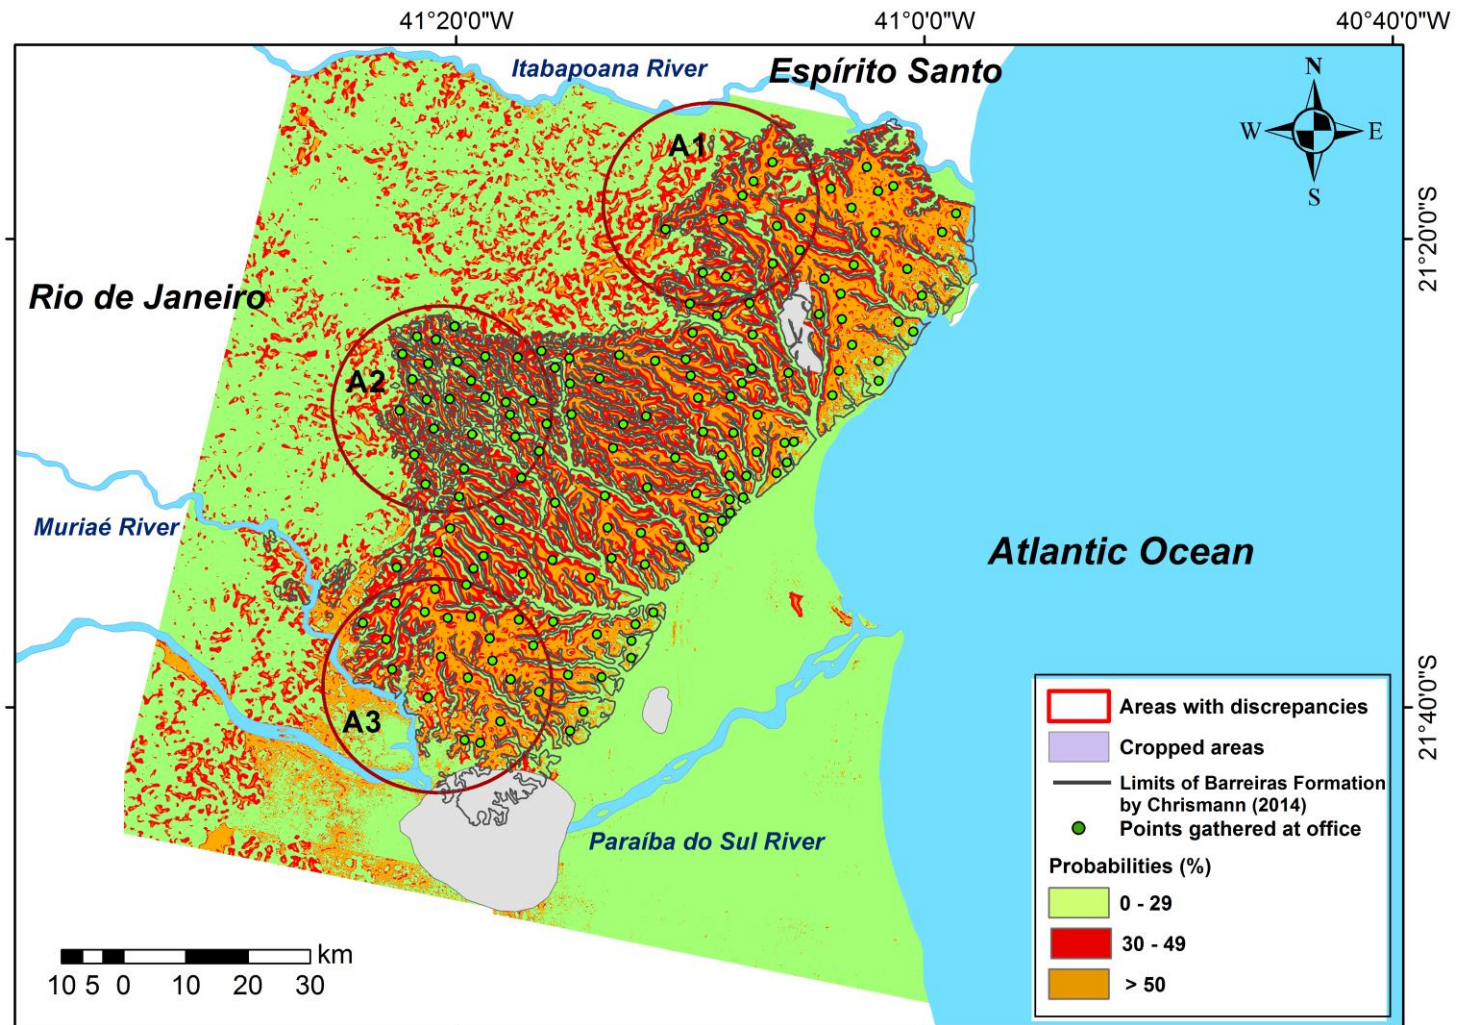 41°20'0"W
41°0'0"W
40°40'0"W
Itabapoana River
Espírito Santo
N
W
E
S
A1
21°20'0"S
Rio de Janeiro
A2
Muriaé River
Atlantic Ocean
A3
21°40'0"S
Paraíba do Sul River
Areas with discrepancies
Cropped areas
Limits of Barreiras Formation
by Chrismann (2014)
Points gathered at office
Probabilities (%)
0 - 29
30 - 49
> 50
km
10 5 0 10 20 30